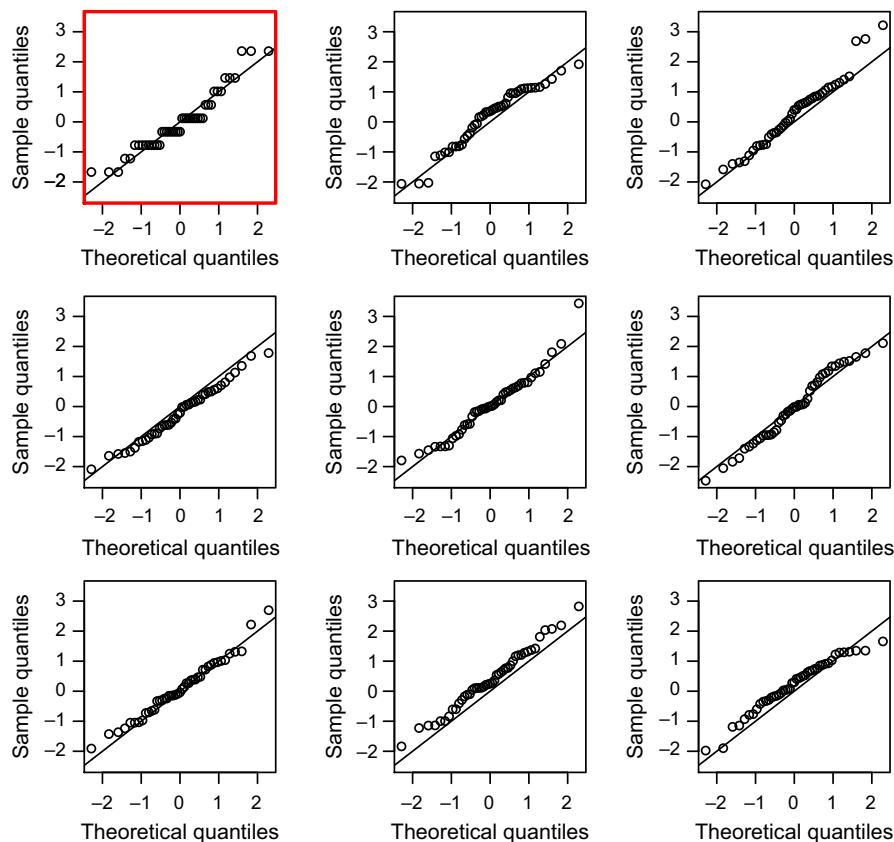 Sample quantiles
3
2
1
0
–1
–2
–2 –1 0 1 2
Theoretical quantiles
Sample quantiles
3
2
1
0
–1
–2
–2 –1 0 1 2
Theoretical quantiles
Sample quantiles
3
2
1
0
–1
–2
−2 −1 0 1 2
Theoretical quantiles
Sample quantiles
3
2
1
0
–1
–2
–2 –1 0 1 2
Theoretical quantiles
Sample quantiles
3
2
1
0
–1
–2
–2 –1 0 1 2
Theoretical quantiles
Sample quantiles
3
2
1
0
–1
–2
–2 –1 0 1 2
Theoretical quantiles
Sample quantiles
3
2
1
0
–1
–2
–2 –1 0 1 2
Theoretical quantiles
Sample quantiles
3
2
1
0
–1
–2
–2 –1 0 1 2
Theoretical quantiles
Sample quantiles
3
2
1
0
–1
–2
–2 –1 0 1 2
Theoretical quantiles